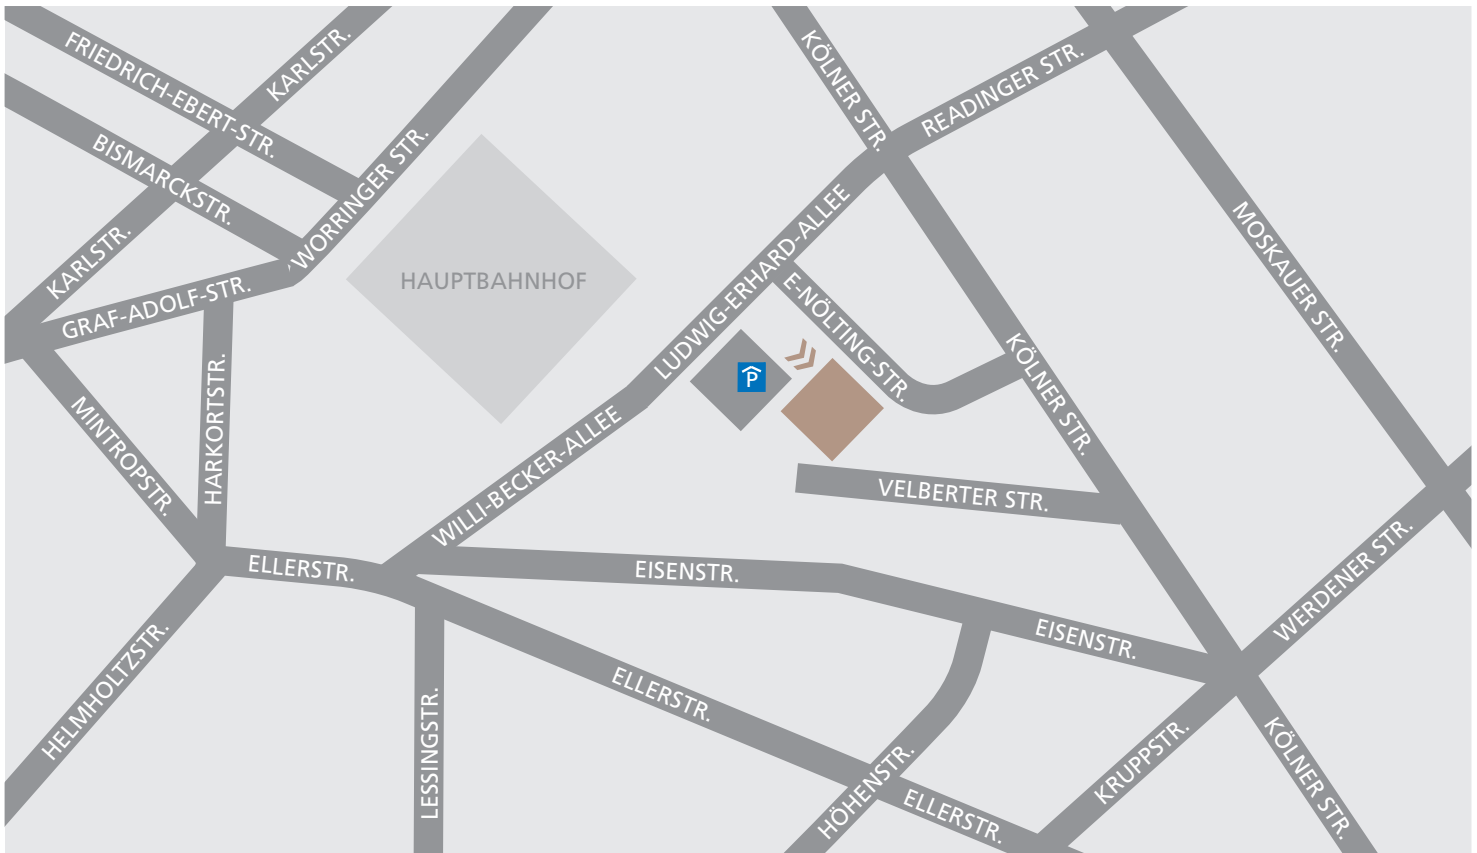 FRIEDRICH-EBERT-STR.
KARLSTR.
BISMARCKSTR.
WORRINGER STR.
KARLSTR.
GRAF-ADOLF-STR.
HAUPTBAHNHOF
KÖLNER STR.
READINGER STR.
LUDWIG-ERHARD-ALLEE
E-NÖLTING-STR.
MOSKAUER STR.
P
KÖLNER STR.
HARKORTSTR.
MINTROPSTR.
WILLI-BECKER-ALLEE
VELBERTER STR.
ELLERSTR.
EISENSTR.
WERDENER STR.
EISENSTR.
HELMHOLTZSTR.
ELLERSTR.
LESSINGSTR.
KRUPPSTR.
KÖLNER STR.
HÖHENSTR.
ELLERSTR.